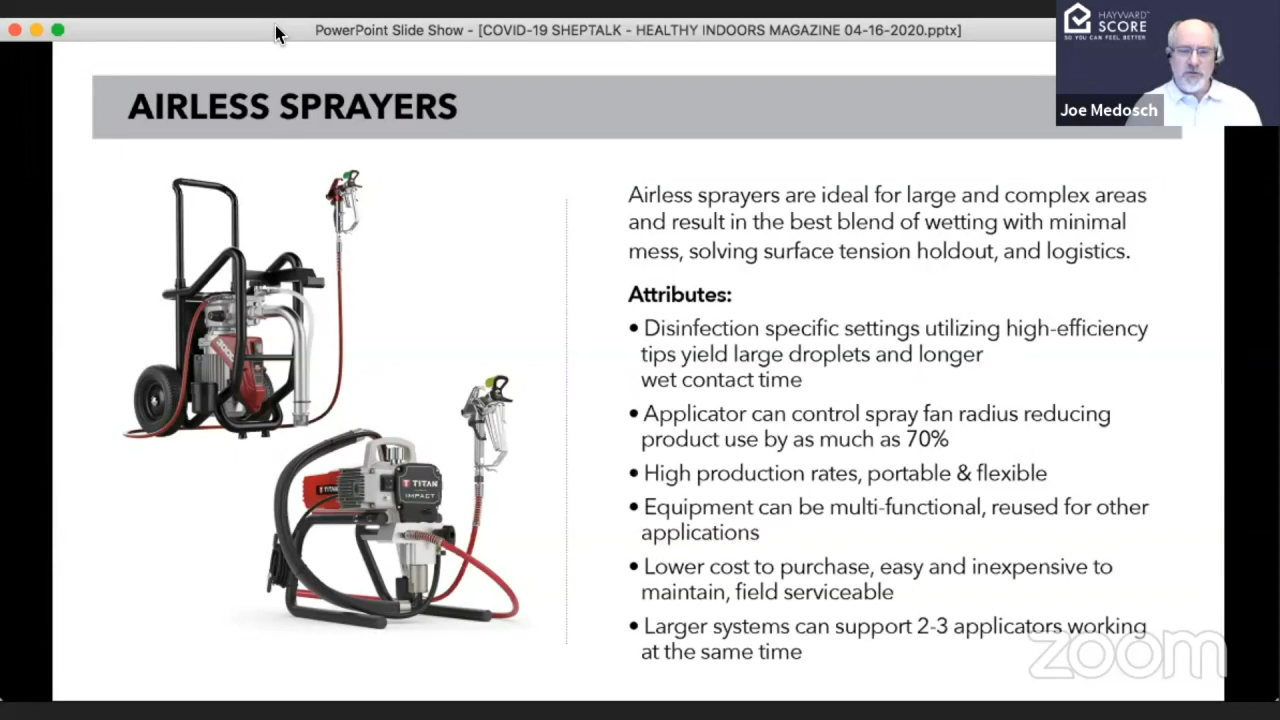 PowerPoint Slide Show - [COVID-19 SHEPTALK - HEALTHY INDOORS MAGAZINE 04-16-2020.pptx]
HAYWARD
SCORE
SO YOU CAN FEEL BETTER
Joe Medosch
AIRLESS SPRAYERS
Airless sprayers are ideal for large and complex areas
and result in the best blend of wetting with minimal
mess, solving surface tension holdout, and logistics.
Attributes:
• Disinfection specific settings utilizing high-efficiency
tips yield large droplets and longer
wet contact time
• Applicator can control spray fan radius reducing
product use by as much as 70%
• High production rates, portable & flexible
• Equipment can be multi-functional, reused for other
applications
• Lower cost to purchase, easy and inexpensive to
maintain, field serviceable
• Larger systems can support 2-3 applicators working
at the same time
TITAN
TITAN
IMPACT
zoom